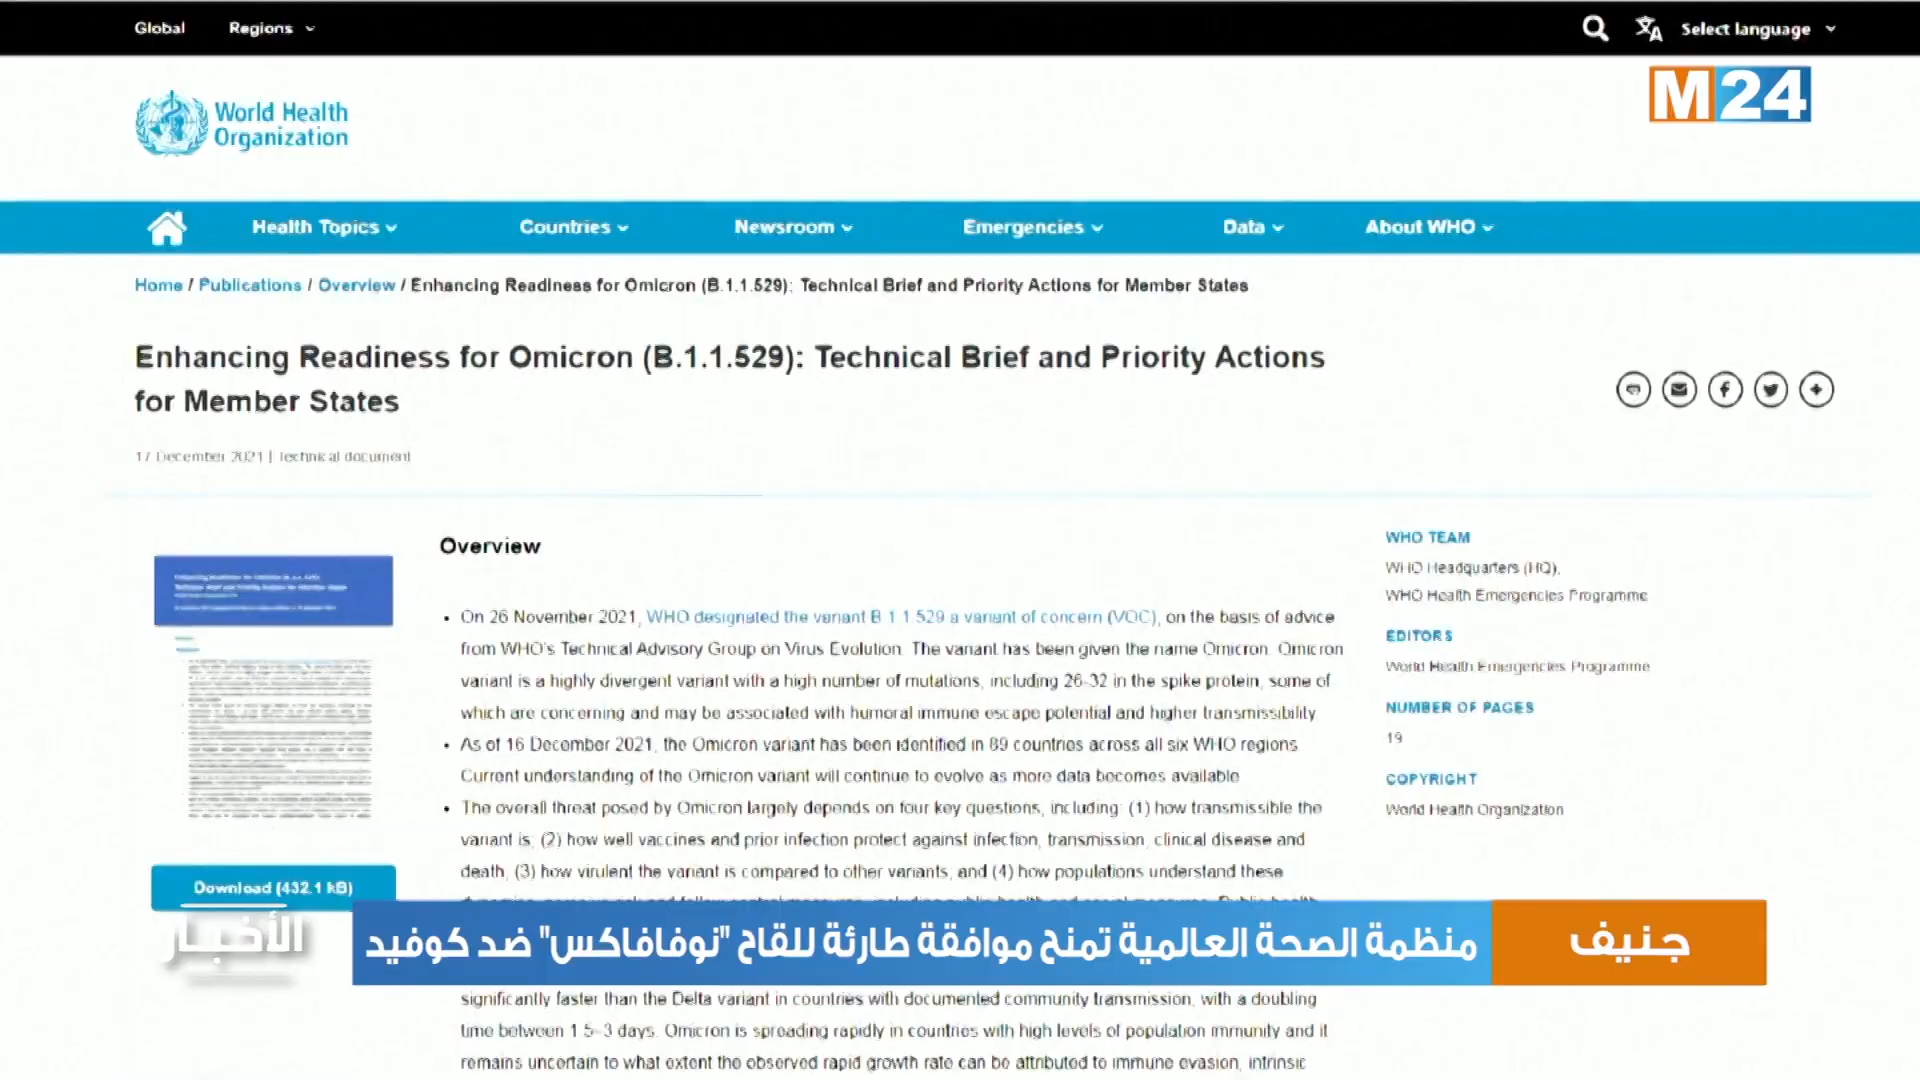 Global Regions
Select language
M24
World Health
Organization
Health Topics Countries Newsroom Emergencies Data About WHO
Home / Publications / Overview / Enhancing Readiness for Omicron (B.1.1.529): Technical Brief and Priority Actions for Member States
Enhancing Readiness for Omicron (B.1.1.529): Technical Brief and Priority Actions
for Member States
17 December 2021 | Technical document
Overview
On 26 November 2021, WHO designated the variant B.1.1.529 a variant of concern (VOC), on the basis of advice
from WHO's Technical Advisory Group on Virus Evolution. The variant has been given the name Omicron. Omicron
variant is a highly divergent variant with a high number of mutations, including 26-32 in the spike protein, some of
which are concerning and may be associated with humoral immune escape potential and higher transmissibility
As of 16 December 2021, the Omicron variant has been identified in 89 countries across all six WHO regions.
Current understanding of the Omicron variant will continue to evolve as more data becomes available
The overall threat posed by Omicron largely depends on four key questions, including: (1) how transmissible the
variant is; (2) how well vaccines and prior infection protect against infection, transmission, clinical disease and
death; (3) how virulent the variant is compared to other variants; and (4) how populations understand these
significantly faster than the Delta variant in countries with documented community transmission, with a doubling
time between 1.5–3 days. Omicron is spreading rapidly in countries with high levels of population immunity and it
remains uncertain to what extent the observed rapid growth rate can be attributed to immune evasion, intrinsic
WHO TEAM
WHO Headquarters (HQ),
WHO Health Emergencies Programme
EDITORS
World Health Emergencies Programme
NUMBER OF PAGES
19
COPYRIGHT
World Health Organization
Download (432.1 kB)
الأخبار
جنيف
منظمة الصحة العالمية تمنح موافقة طارئة للقاح "نوفافاكس" ضد كوفيد